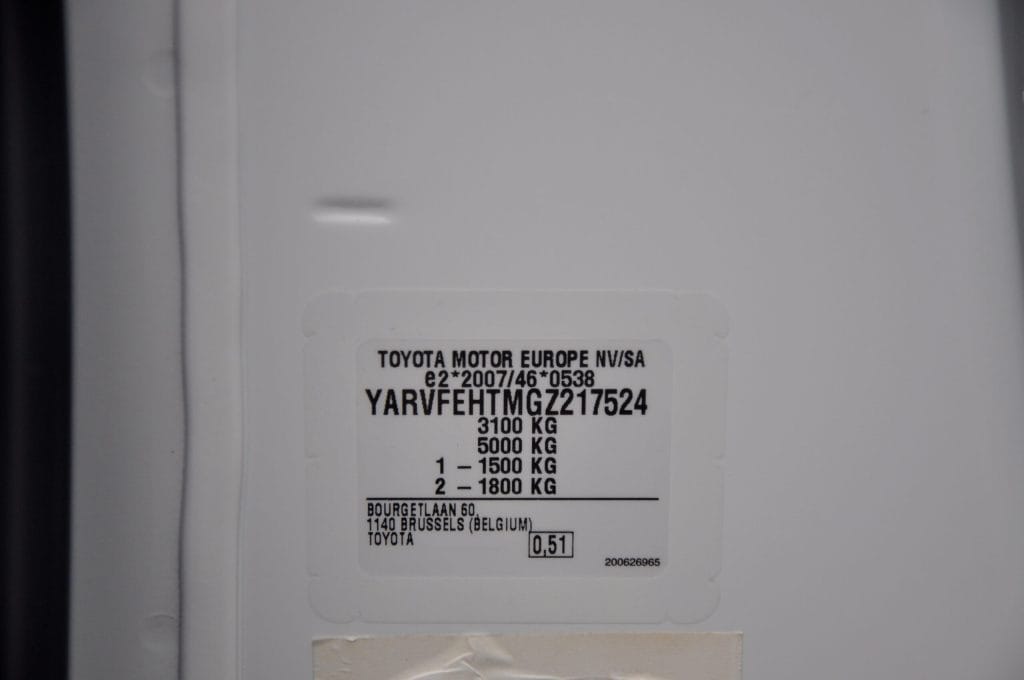 TOYOTA MOTOR EUROPE NV/SA
e2*2007/46*0538
YARVFEHTMGZ217524
3100 KG
5000 KG
1 – 1500 KG
2 – 1800 KG
BOURGETLAAN 60,
1140 BRUSSELS (BELGIUM)
TOYOTA
0,51
200626965